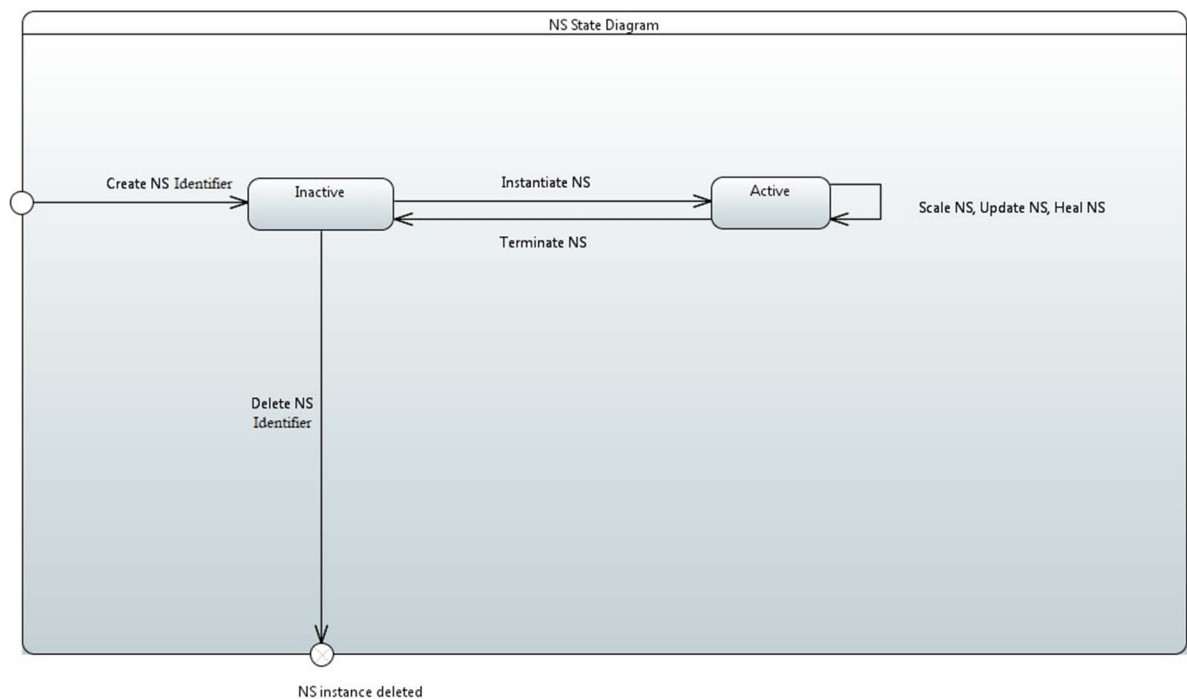 NS State Diagram
Create NS Identifier
Inactive
Instantiate NS
Active
Scale NS, Update NS, Heal NS
Terminate NS
Delete NS
Identifier
NS instance deleted